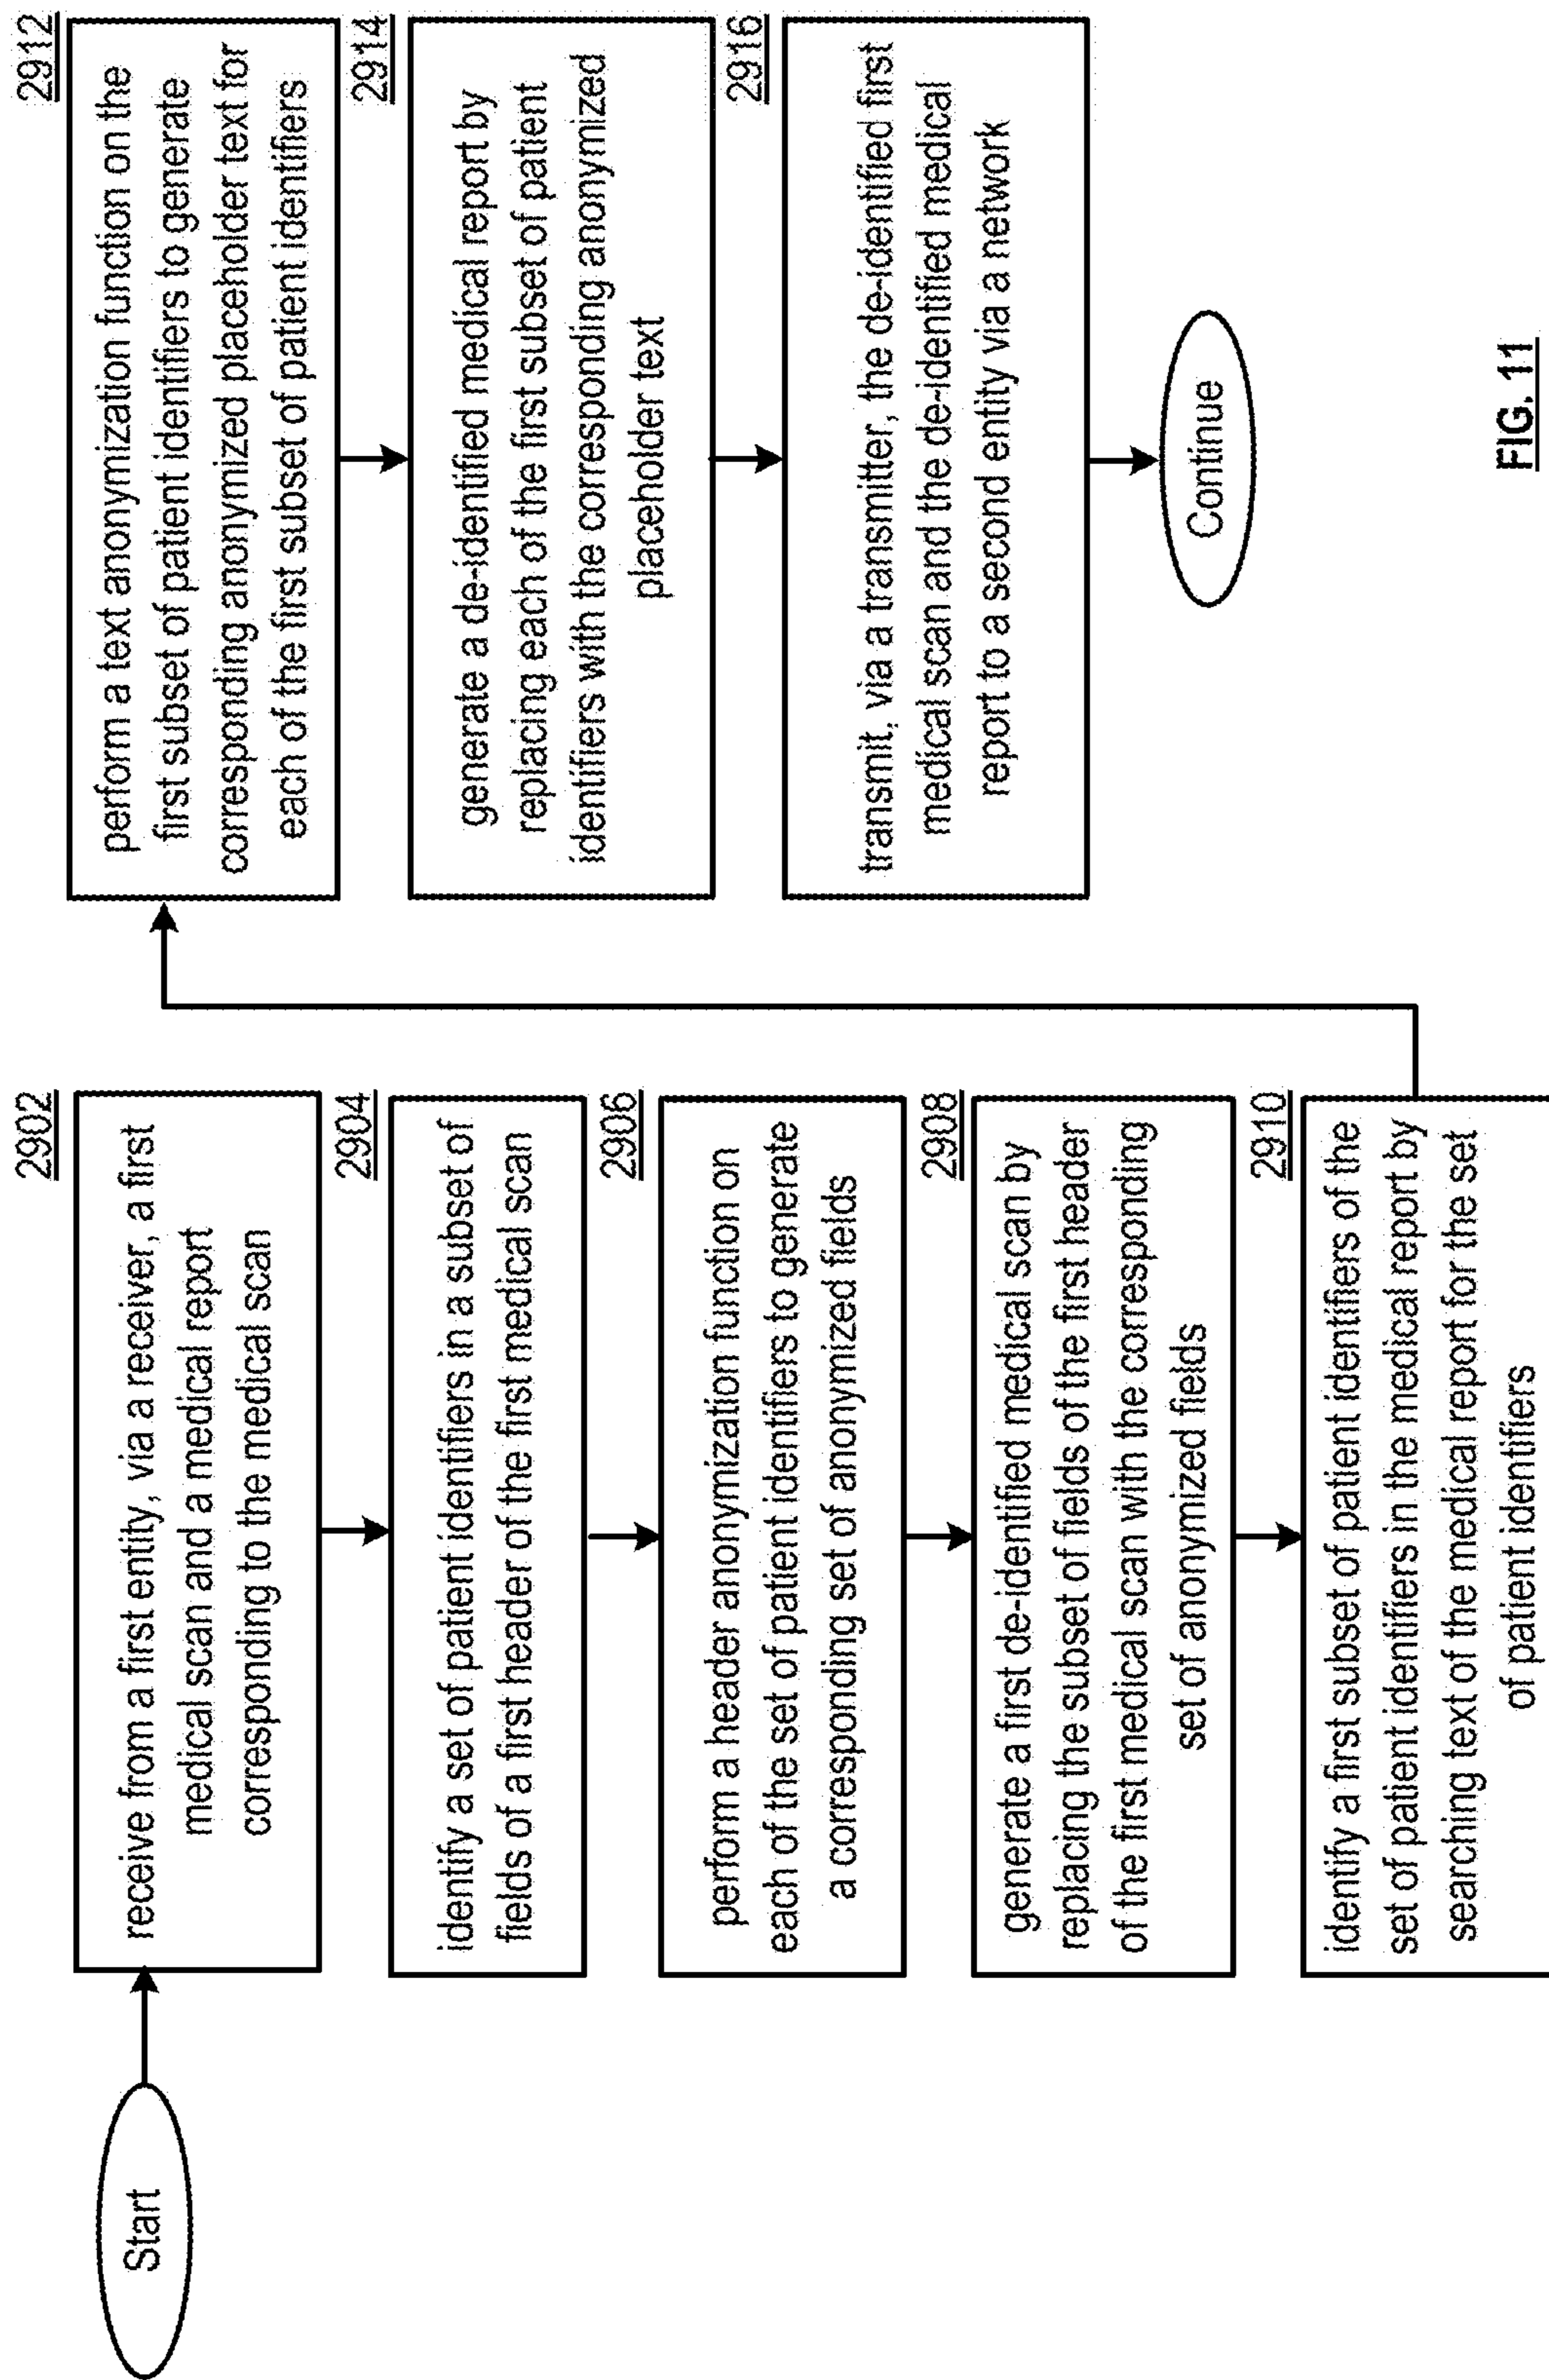 Start
2902
receive from a first entity, via a receiver, a first
medical scan and a medical report
corresponding to the medical scan
2904
identify a set of patient identifiers in a subset of
fields of a first header of the first medical scan
2906
perform a header anonymization function on
each of the set of patient identifiers to generate
a corresponding set of anonymized fields
2908
generate a first de-identified medical scan by
replacing the subset of fields of the first header
of the first medical scan with the corresponding
set of anonymized fields
2910
identify a first subset of patient identifiers of the
set of patient identifiers in the medical report by
searching text of the medical report for the set
of patient identifiers
2912
perform a text anonymization function on the
first subset of patient identifiers to generate
corresponding anonymized placeholder text for
each of the first subset of patient identifiers
2914
generate a de-identified medical report by
replacing each of the first subset of patient
identifiers with the corresponding anonymized
placeholder text
2916
transmit, via a transmitter, the de-identified first
medical scan and the de-identified medical
report to a second entity via a network
Continue
FIG. 11